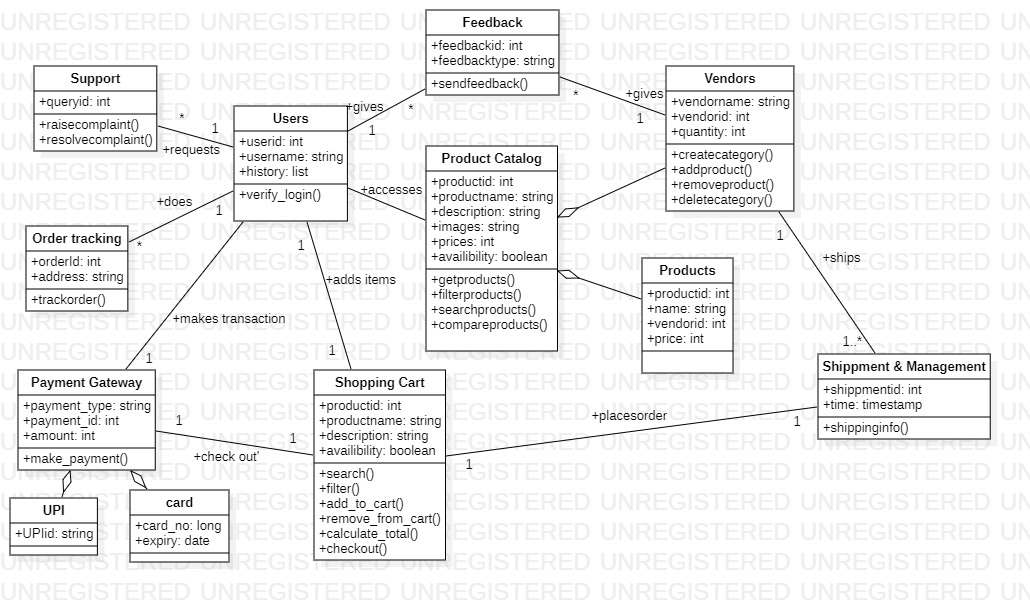 Feedback
+feedbackid: int
+feedbacktype: string
+sendfeedback()
Support
+queryid: int
+raisecomplaint()
+resolvecomplaint()
*
1
+requests
Users
+userid: int
+username: string
+history: list
+verify_login()
+gives
*
1
*
+gives
1
Vendors
+vendorname: string
+vendorid: int
+quantity: int
+createcategory()
+addproduct()
+removeproduct()
+deletecategory()
Product Catalog
+productid: int
+productname: string
+description: string
+images: string
+prices: int
+availibility: boolean
+getproducts()
+filterproducts()
+searchproducts()
+compareproducts()
+accesses
+does
1
*
Order tracking
+orderId: int
+address: string
+trackorder()
1
+adds items
1
+makes transaction
1
Products
+productid: int
+name: string
+vendorid: int
+price: int
1
+ships
1..*
Shippment & Management
+shippmentid: int
+time: timestamp
+shippinginfo()
Payment Gateway
+payment_type: string
+payment_id: int
+amount: int
+make_payment()
1
1
+check out'
Shopping Cart
+productid: int
+productname: string
+description: string
+availibility: boolean
+search()
+filter()
+add_to_cart()
+remove_from_cart()
+calculate_total()
+checkout()
+placesorder
1
1
UPI
+UPIid: string
card
+card_no: long
+expiry: date
UNREGISTERED UNREGISTERED UNREGISTERED UNREGISTERED UNREGISTERED UN